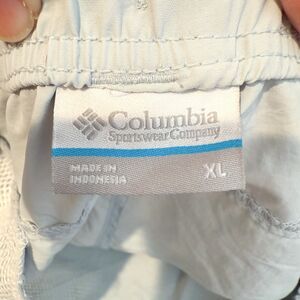 Columbia
Sportswear Company
MADE IN
INDONESIA
XL